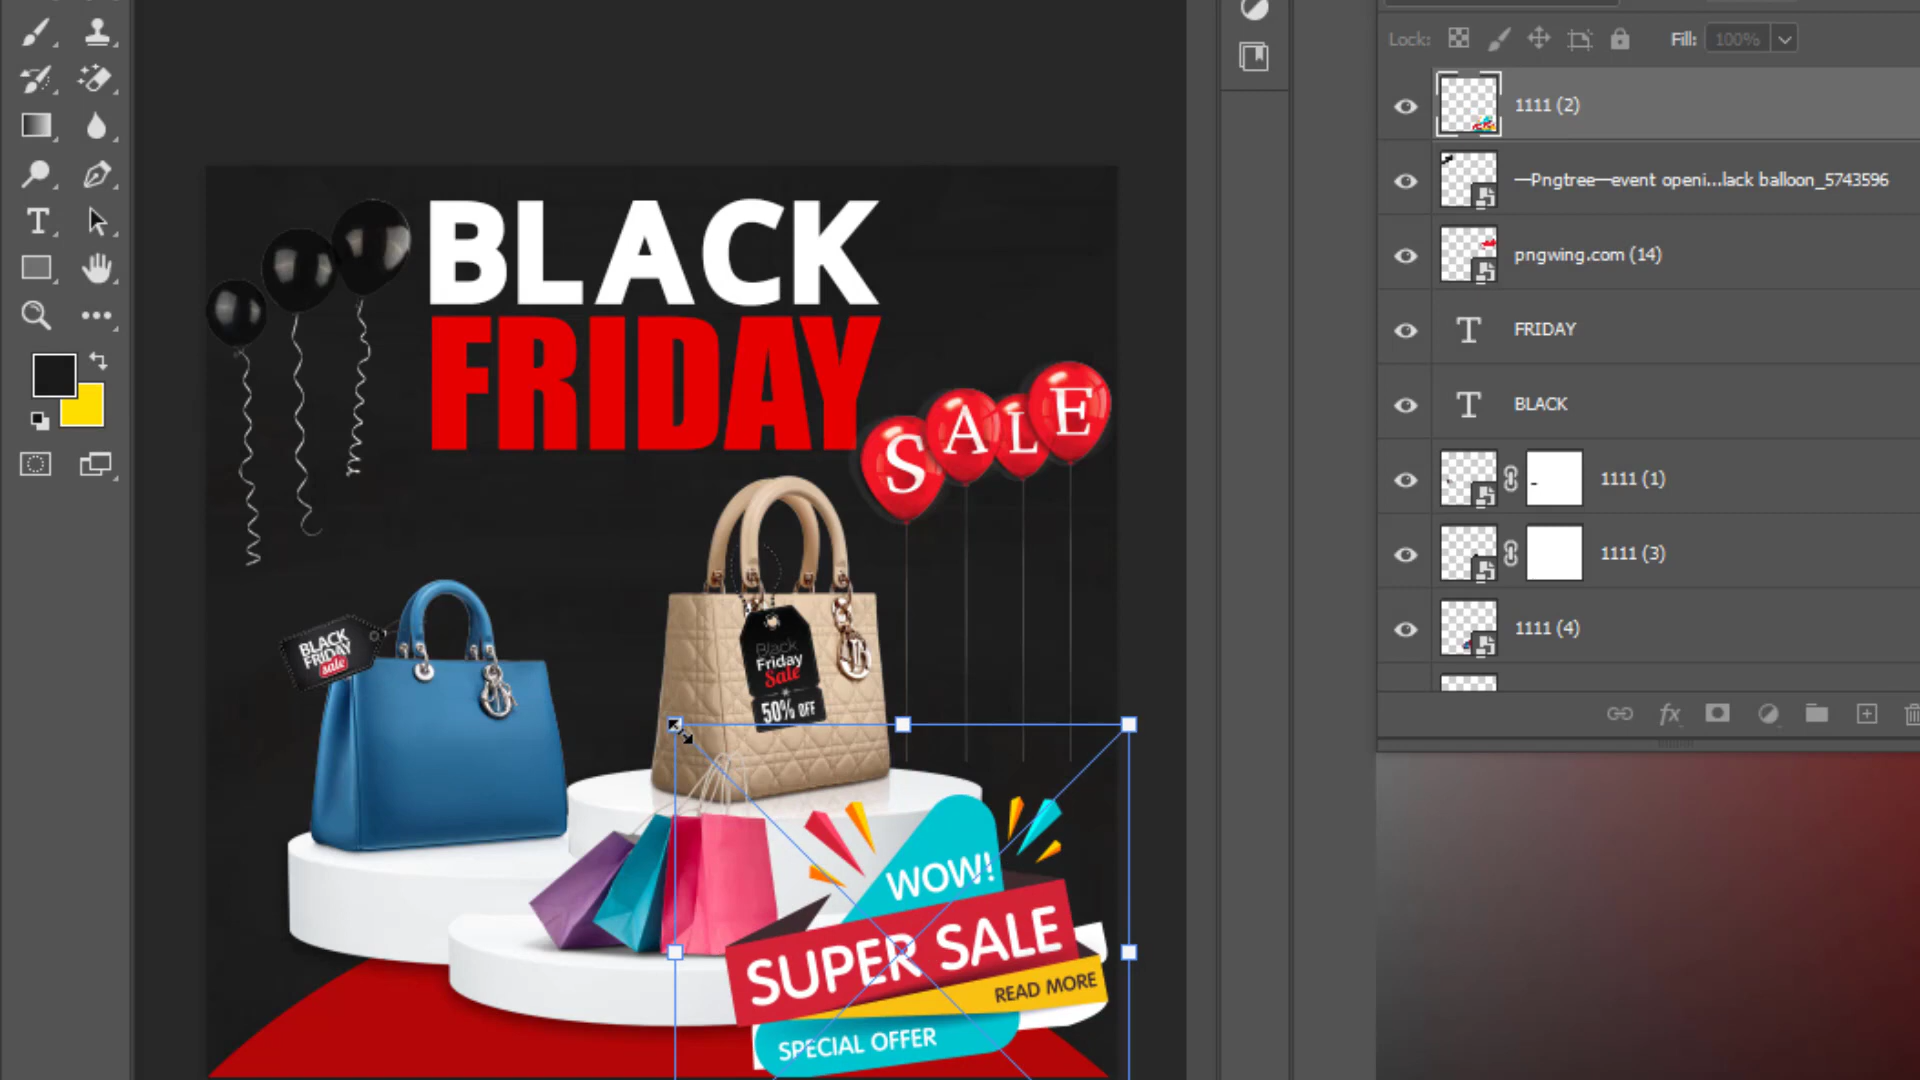 Lock:
Fill: 100%
1111 (2)
—Pngtree—event openi...lack balloon_5743596
pngwing.com (14)
T FRIDAY
T BLACK
1111 (1)
1111 (3)
1111 (4)
fx
T
BLACK
FRIDAY
SALE
BLACK
FRIDAY
sale
Black
Friday
Sale
50% OFF
WOW!
SUPER SALE
READ MORE
SPECIAL OFFER